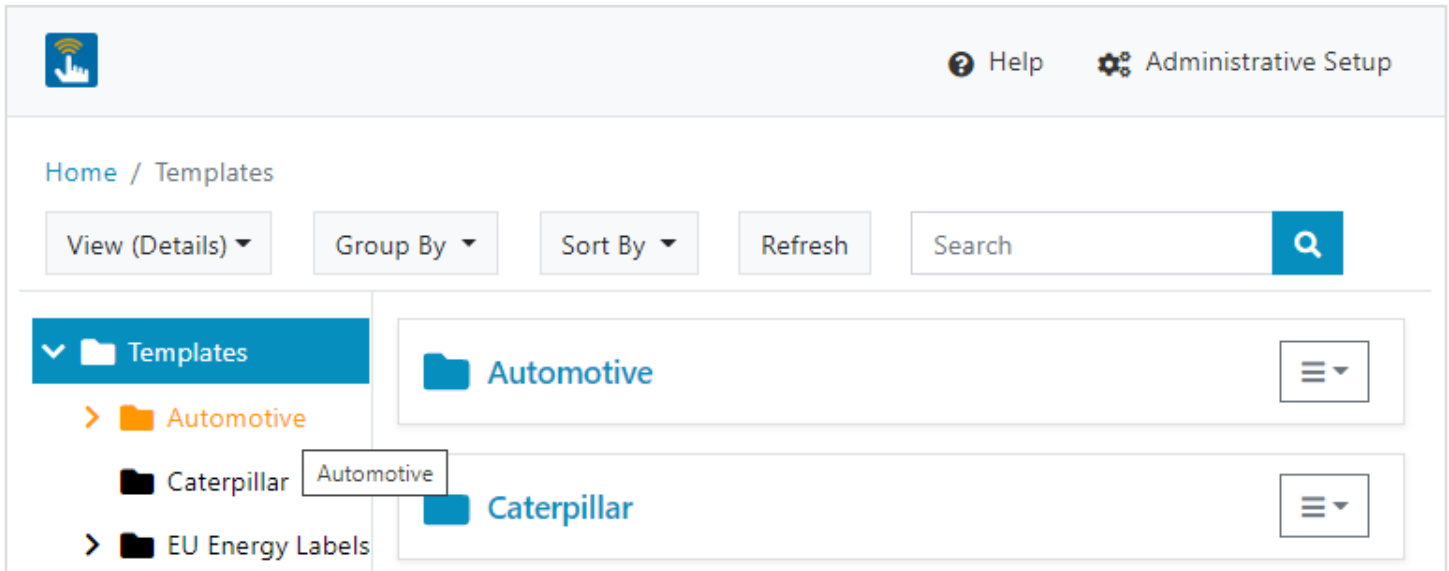 Help Administrative Setup
Home / Templates
View (Details) Group By Sort By Refresh Search
Templates
Automotive
Automotive
Automotive
Caterpillar
Caterpillar
EU Energy Labels